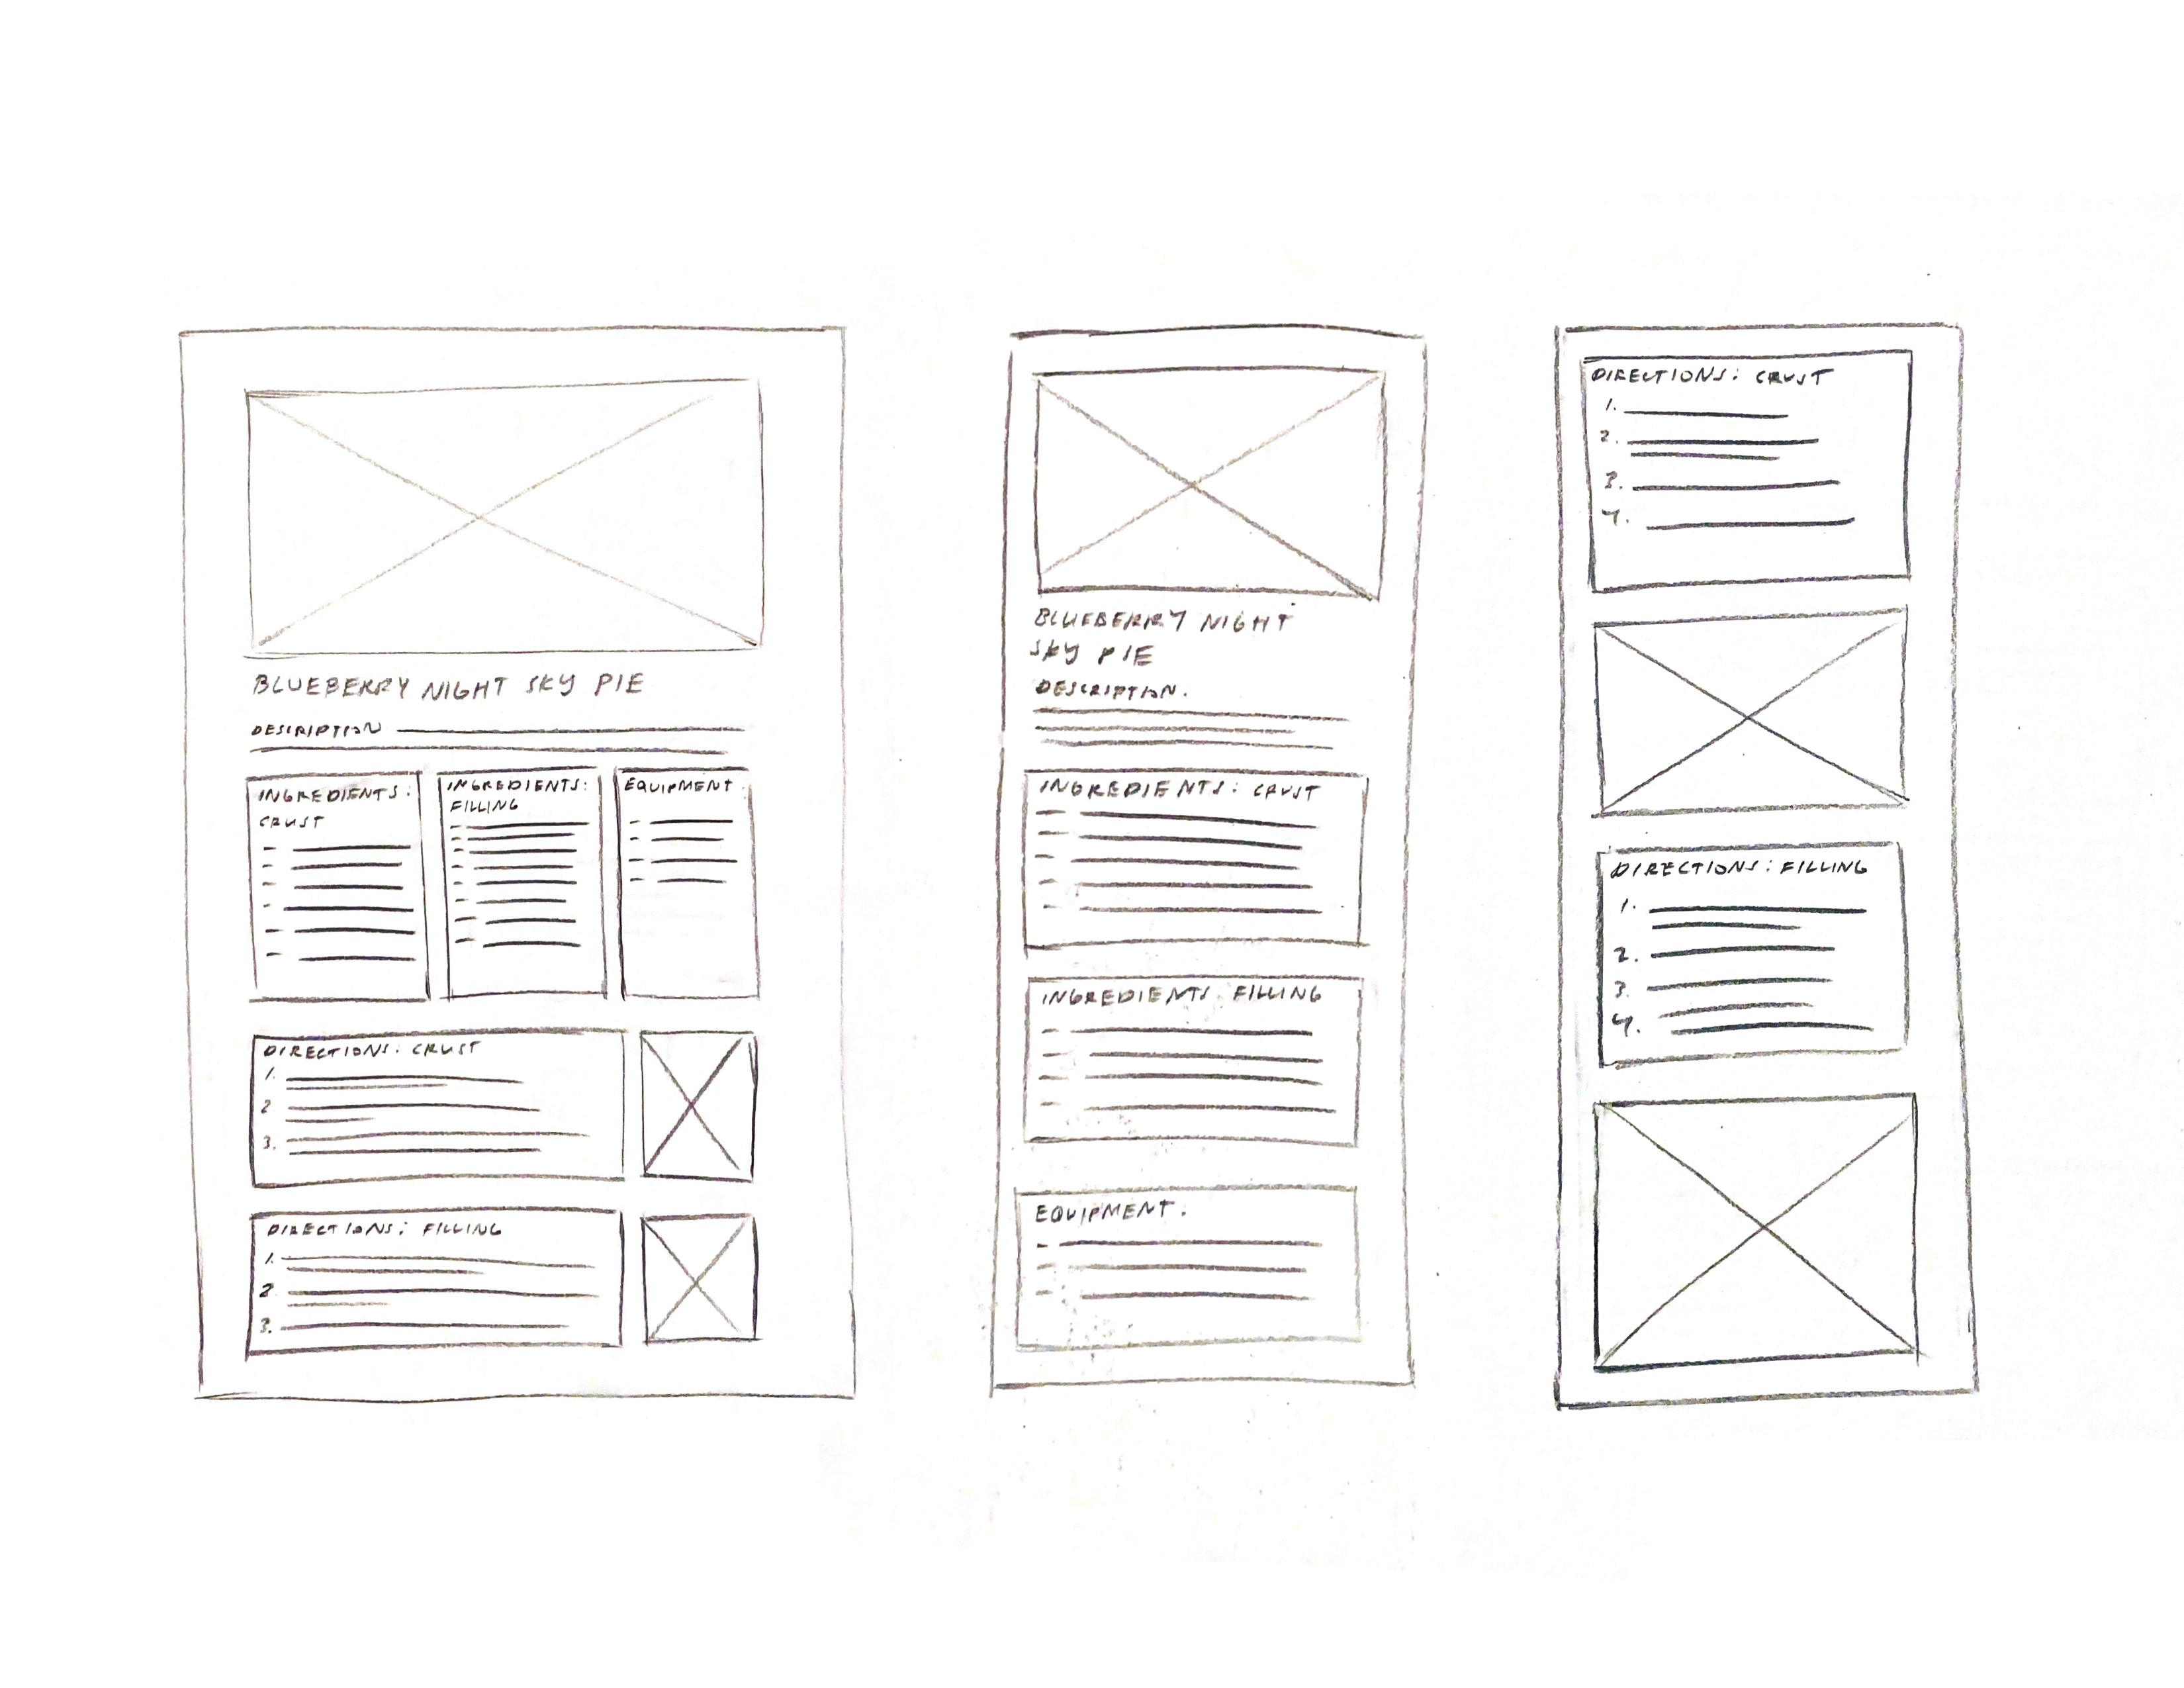 BLUEBERRY NIGHT SKY PIE
DESCRIPTION
INGREDIENTS:
CRUST
INGREDIENTS:
FILLING
EQUIPMENT:
DIRECTIONS: CRUST
1.
2
3.
DIRECTIONS: FILLING
1.
2
3.
BLUEBERRY NIGHT
SKY PIE
DESCRIPTION.
INGREDIENTS: CRUST
INGREDIENTS. FILLING
EQUIPMENT:
DIRECTIONS: CRUST
1.
2.
3.
4.
DIRECTIONS: FILLING
1.
2.
3.
4.